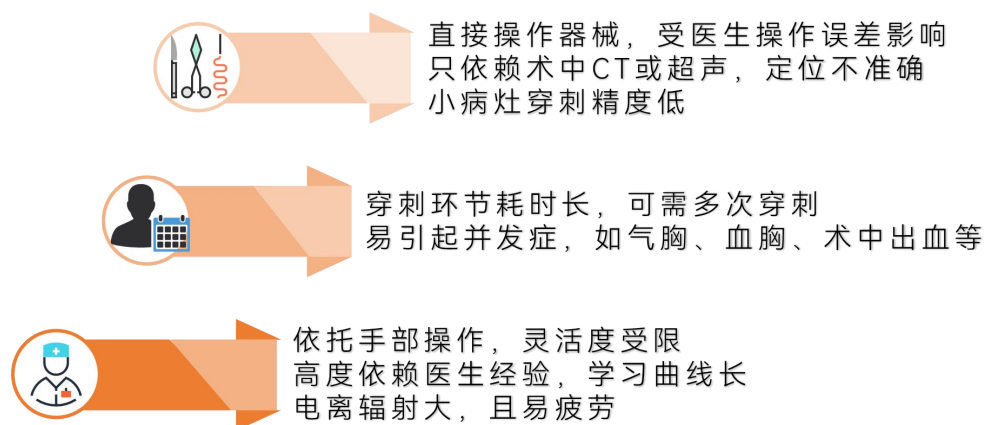 直接操作器械，受医生操作误差影响
只依赖术中CT或超声，定位不准确
小病灶穿刺精度低
穿刺环节耗时长，可需多次穿刺
易引起并发症，如气胸、血胸、术中出血等
依托手部操作，灵活度受限
高度依赖医生经验，学习曲线长
电离辐射大，且易疲劳